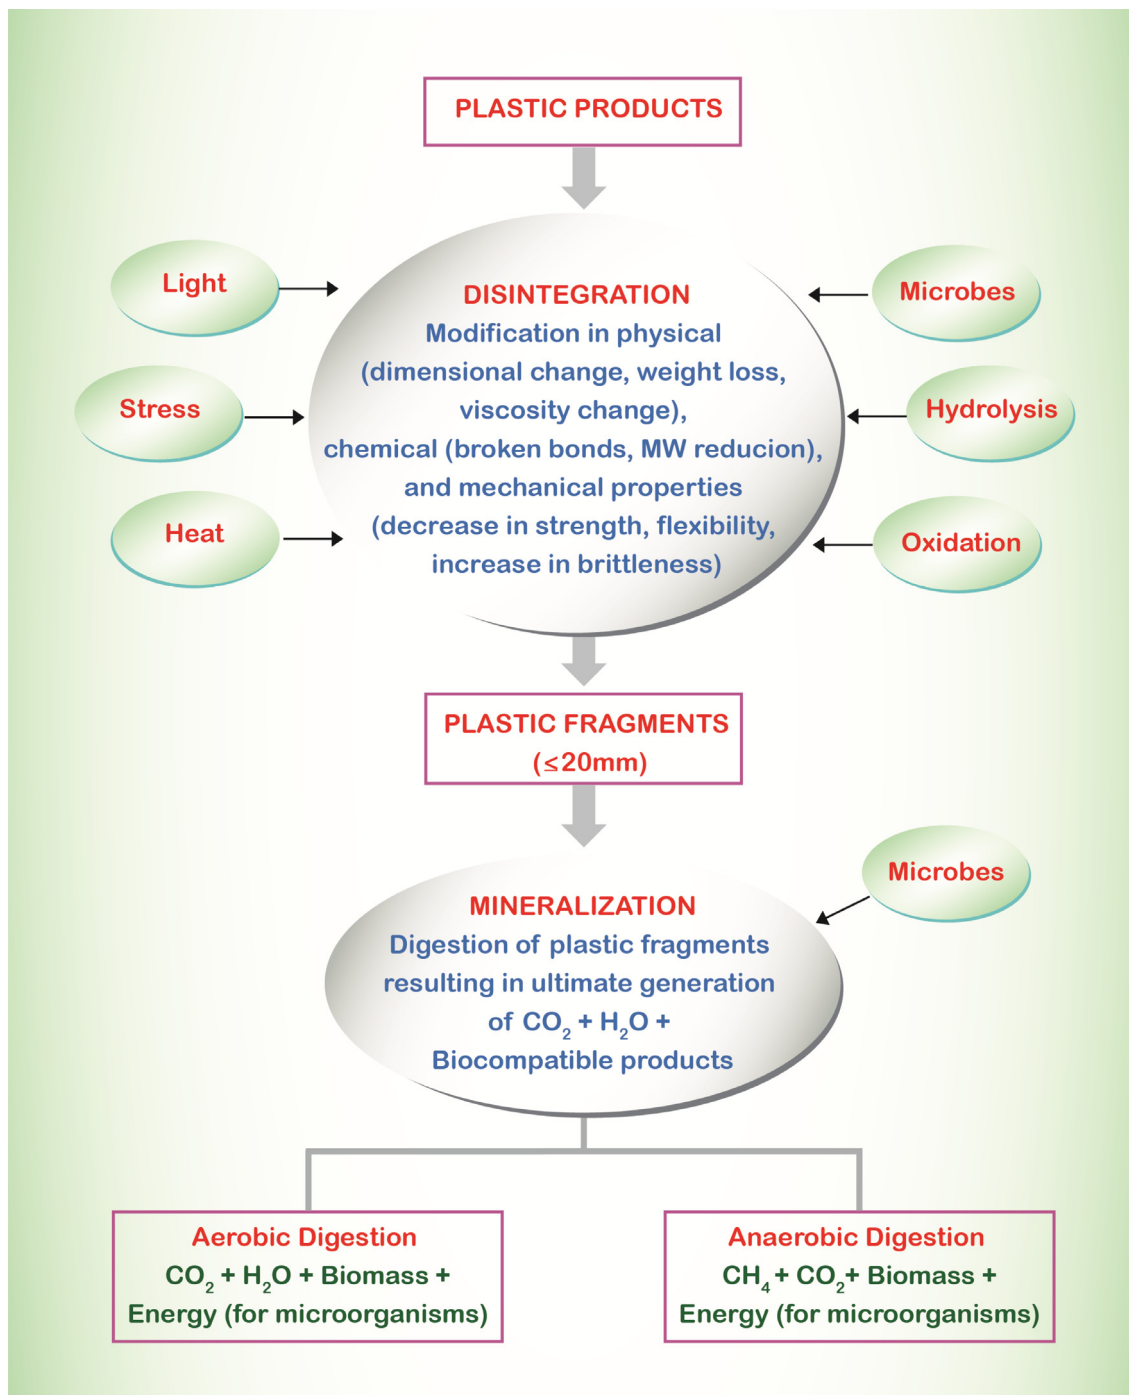 PLASTIC PRODUCTS
Light
Stress
Heat
DISINTEGRATION
Modification in physical
(dimensional change, weight loss,
viscosity change),
chemical (broken bonds, MW reducion),
and mechanical properties
(decrease in strength, flexibility,
increase in brittleness)
Microbes
Hydrolysis
Oxidation
PLASTIC FRAGMENTS
(≤20mm)
Microbes
MINERALIZATION
Digestion of plastic fragments
resulting in ultimate generation
of CO₂ + H₂O +
Biocompatible products
Aerobic Digestion
CO₂ + H₂O + Biomass +
Energy (for microorganisms)
Anaerobic Digestion
CH₄ + CO₂+ Biomass +
Energy (for microorganisms)